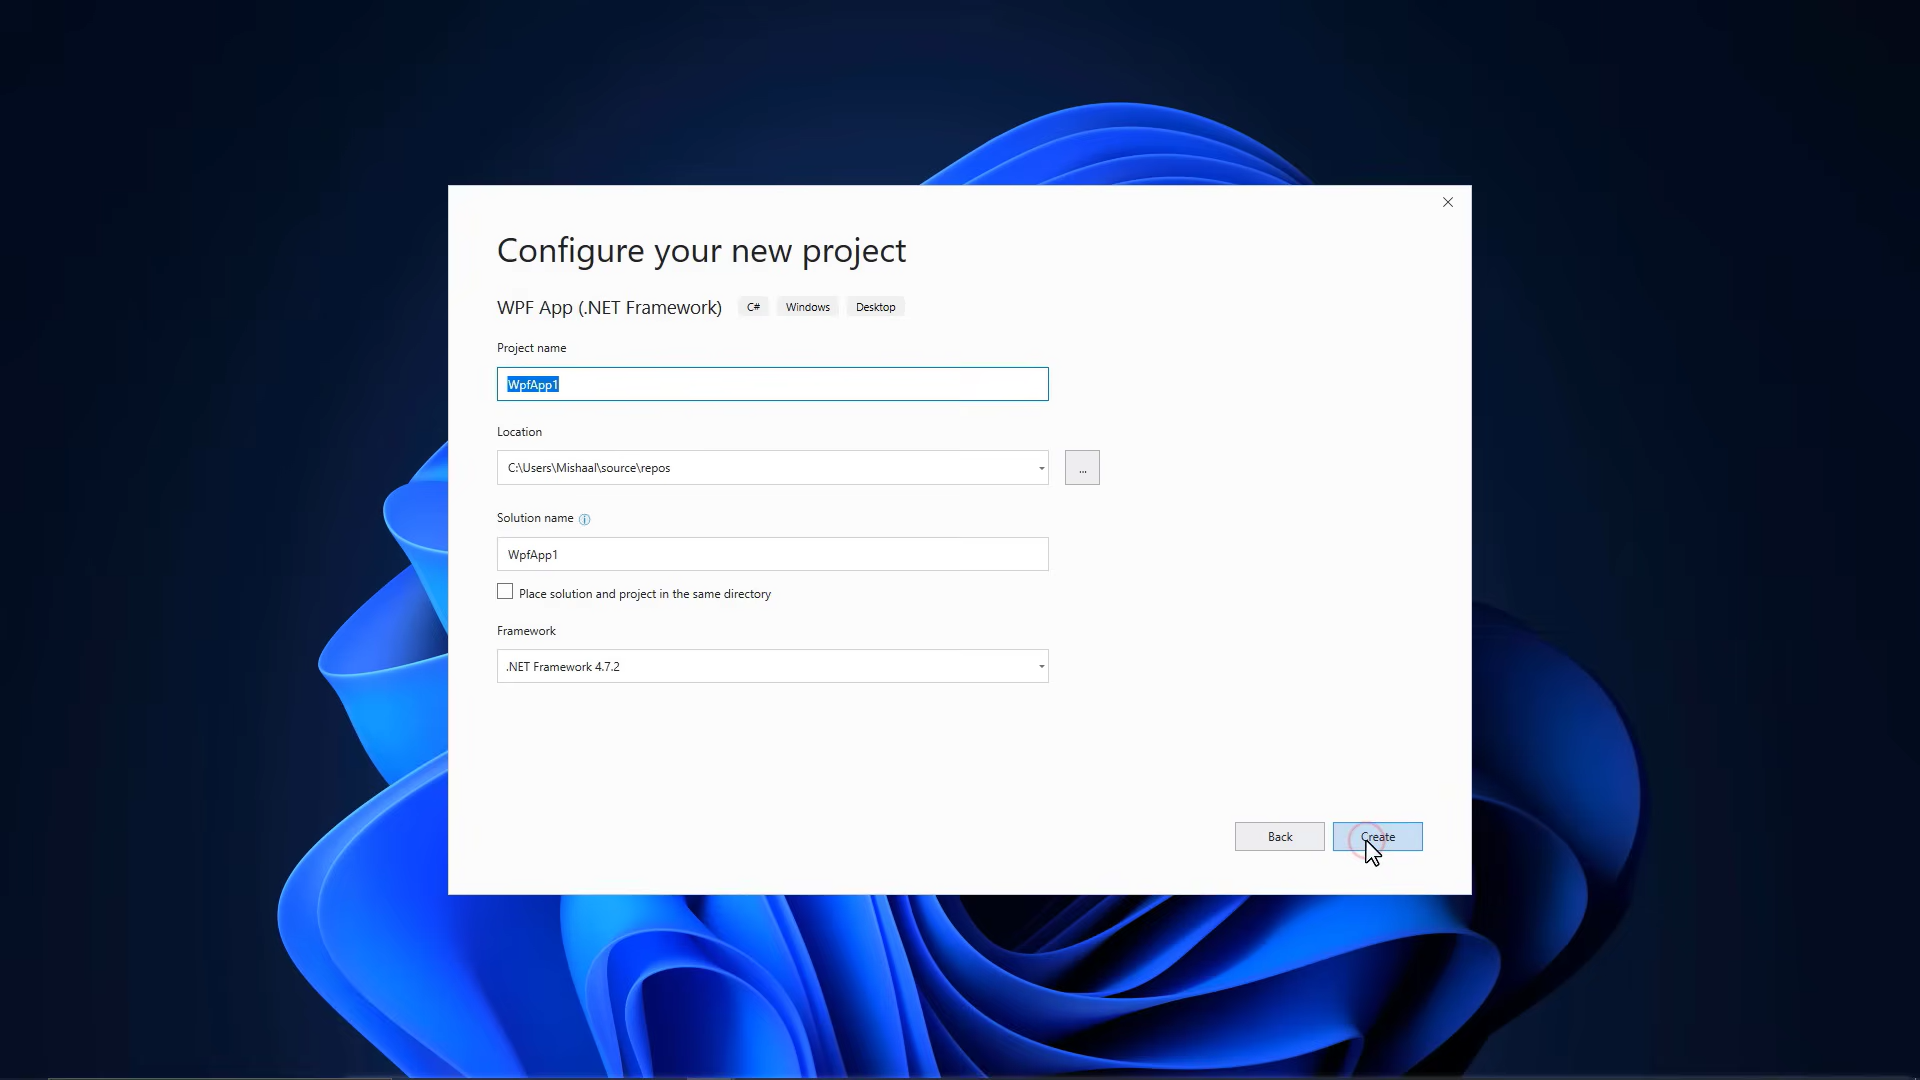 Configure your new project
WPF App (.NET Framework) C# Windows Desktop
Project name
WpfApp1
Location
C:\Users\Mishaal\source\repos
...
Solution name
WpfApp1
Place solution and project in the same directory
Framework
.NET Framework 4.7.2
Back Create